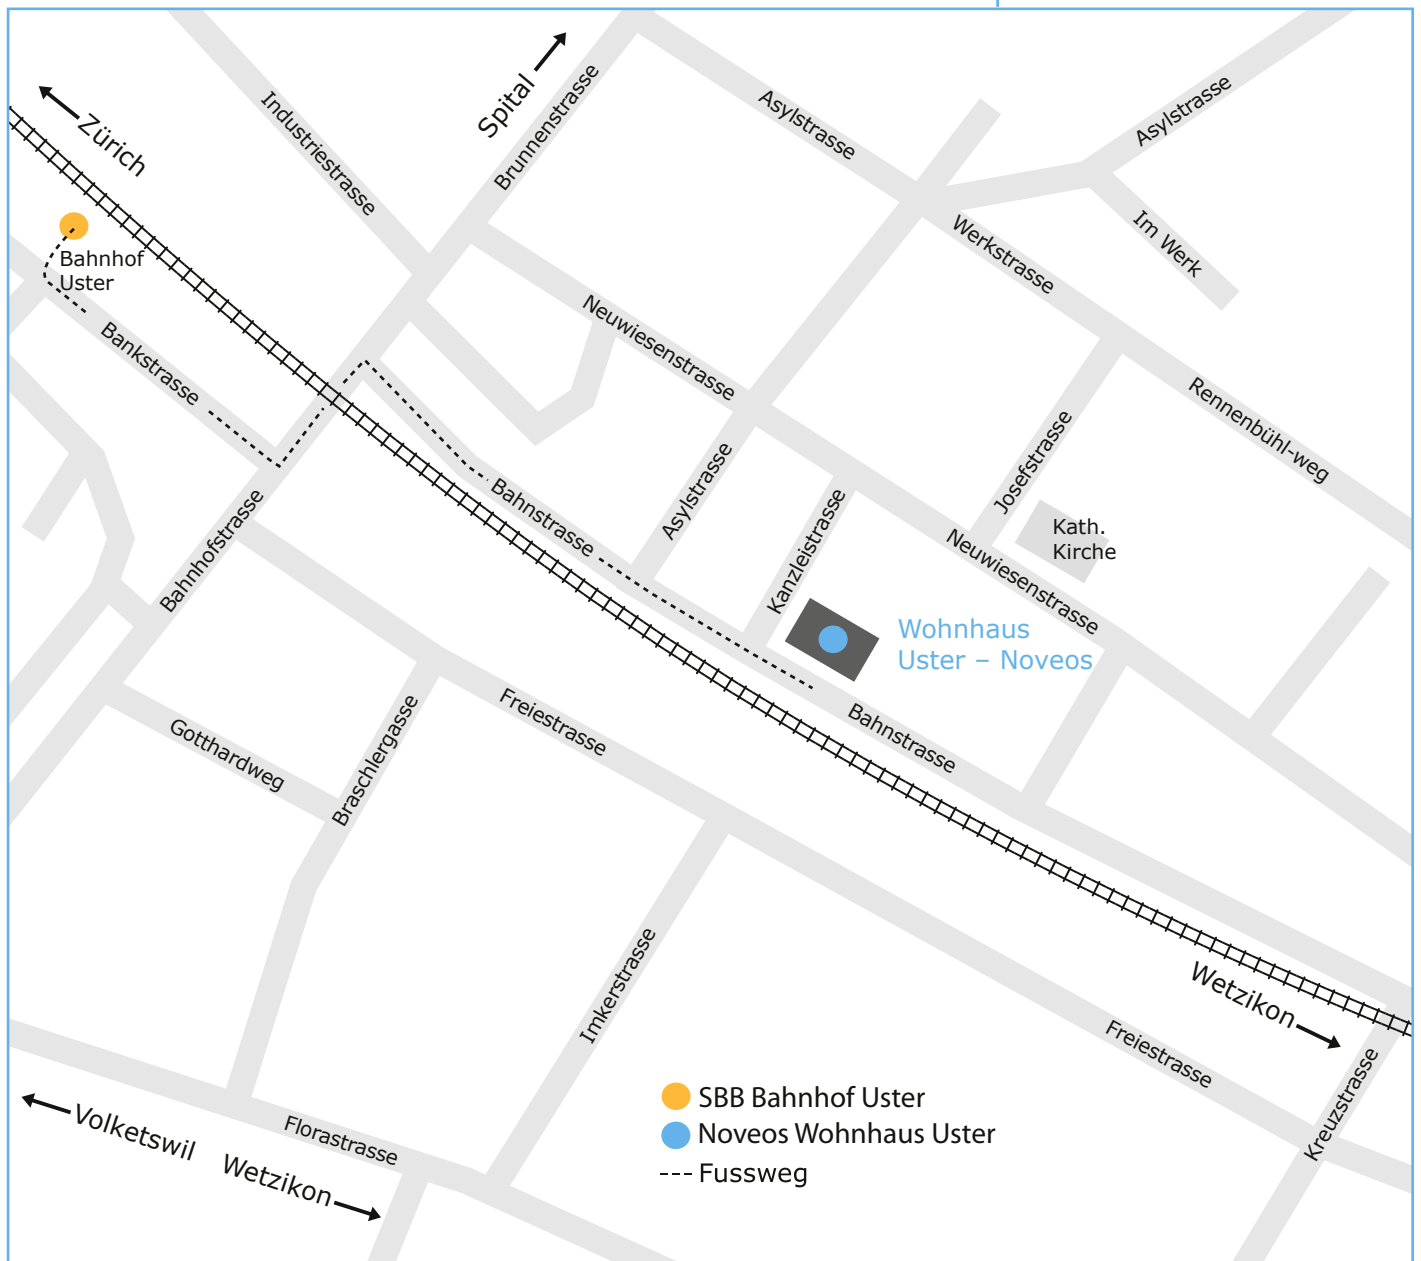 Spital
Zürich
Industriestrasse
Brunnenstrasse
Asylstrasse
Asylstrasse
Im Werk
Werkstrasse
Bahnhof
Uster
Bankstrasse
Neuwiesenstrasse
Rennenbühl-weg
Josefstrasse
Asylstrasse
Kanzleistrasse
Bahnstrasse
Bahnhofstrasse
Kath.
Kirche
Neuwiesenstrasse
Wohnhaus
Uster – Noveos
Bahnstrasse
Freiestrasse
Gotthardweg
Braschlergasse
Imkerstrasse
Wetzikon
Freiestrasse
Kreuzstrasse
Volketswil
Wetzikon
Florastrasse
SBB Bahnhof Uster
Noveos Wohnhaus Uster
Fussweg